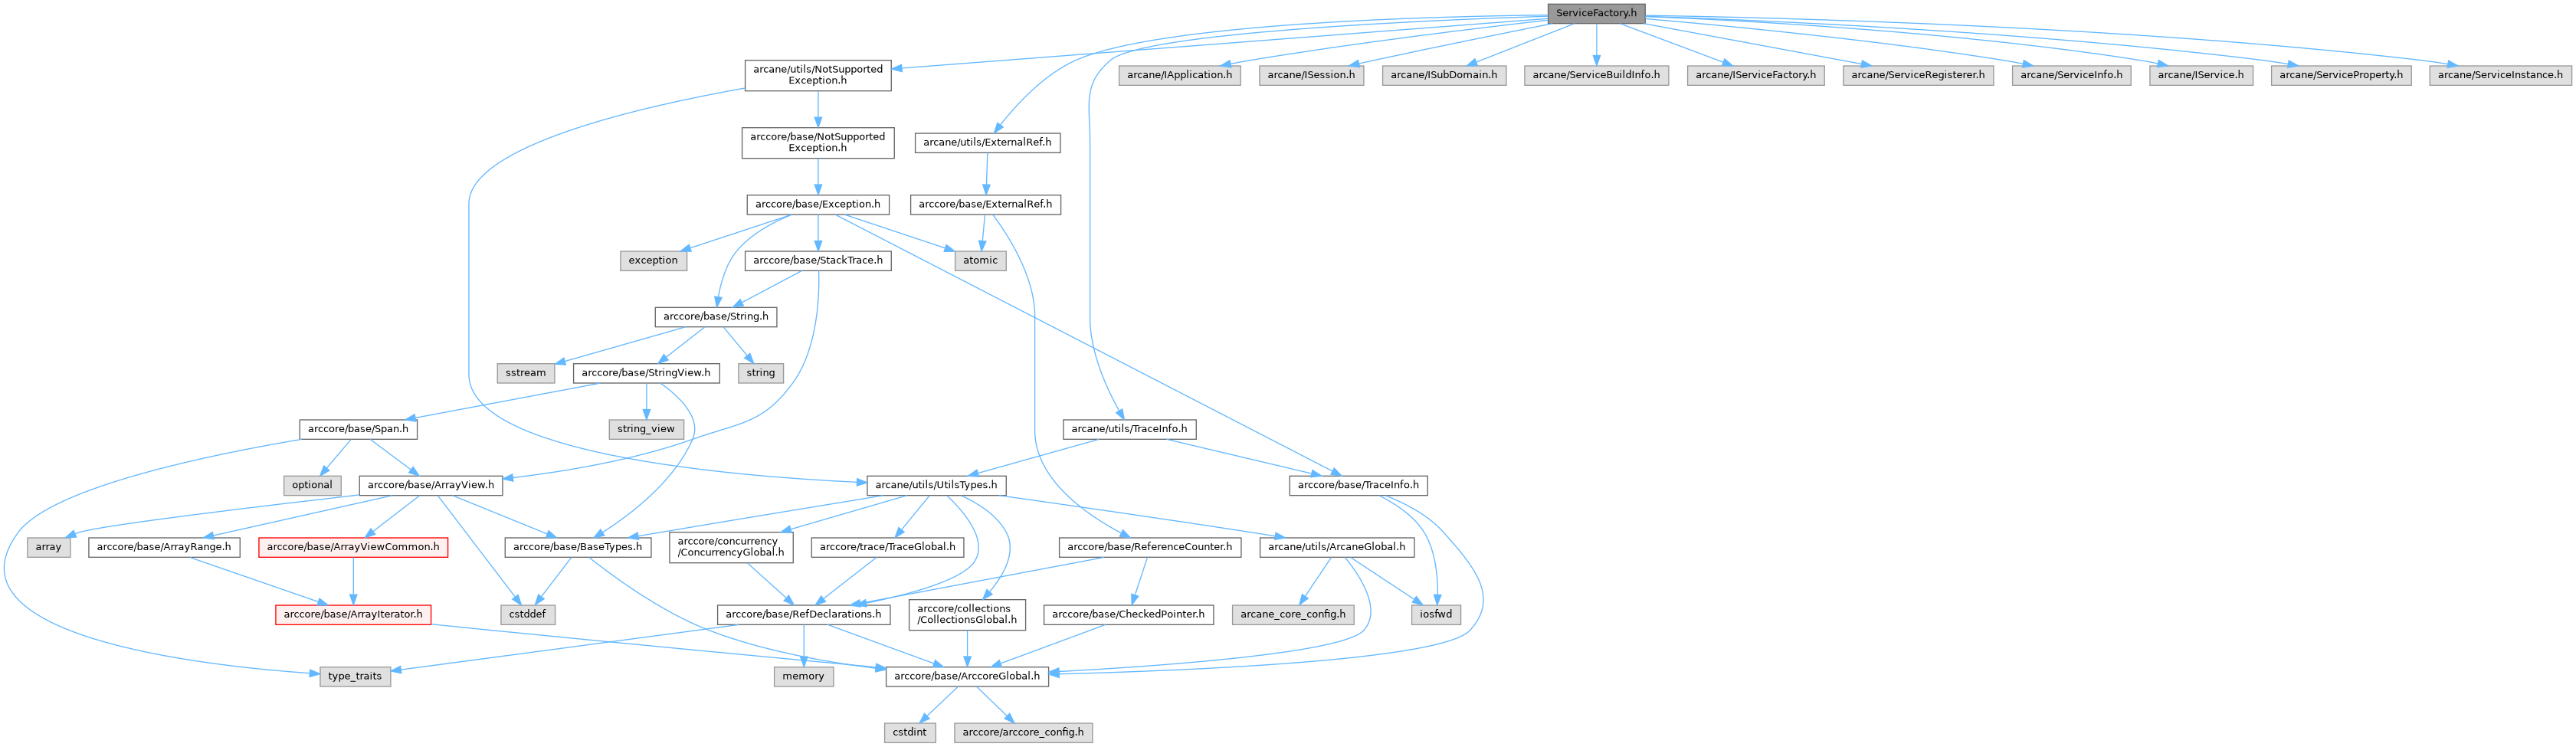 ServiceFactory.h
arcane/utils/NotSupported
Exception.h
arcane/IApplication.h
arcane/ISession.h
arcane/ISubDomain.h
arcane/ServiceBuildInfo.h
arcane/IServiceFactory.h
arcane/ServiceRegisterer.h
arcane/ServiceInfo.h
arcane/IService.h
arcane/ServiceProperty.h
arcane/ServiceInstance.h
arccore/base/NotSupported
Exception.h
arcane/utils/ExternalRef.h
arccore/base/Exception.h
arccore/base/ExternalRef.h
exception
arccore/base/StackTrace.h
atomic
arccore/base/String.h
sstream
arccore/base/StringView.h
string
arccore/base/Span.h
string_view
arcane/utils/TraceInfo.h
optional
arccore/base/ArrayView.h
arcane/utils/UtilsTypes.h
arccore/base/TraceInfo.h
array
arccore/base/ArrayRange.h
arccore/base/ArrayViewCommon.h
arccore/base/BaseTypes.h
arccore/concurrency
/ConcurrencyGlobal.h
arccore/trace/TraceGlobal.h
arccore/base/ReferenceCounter.h
arcane/utils/ArcaneGlobal.h
arccore/base/ArrayIterator.h
cstddef
arccore/base/RefDeclarations.h
arccore/collections
/CollectionsGlobal.h
arccore/base/CheckedPointer.h
arcane_core_config.h
iosfwd
type_traits
memory
arccore/base/ArccoreGlobal.h
cstdint
arccore/arccore_config.h